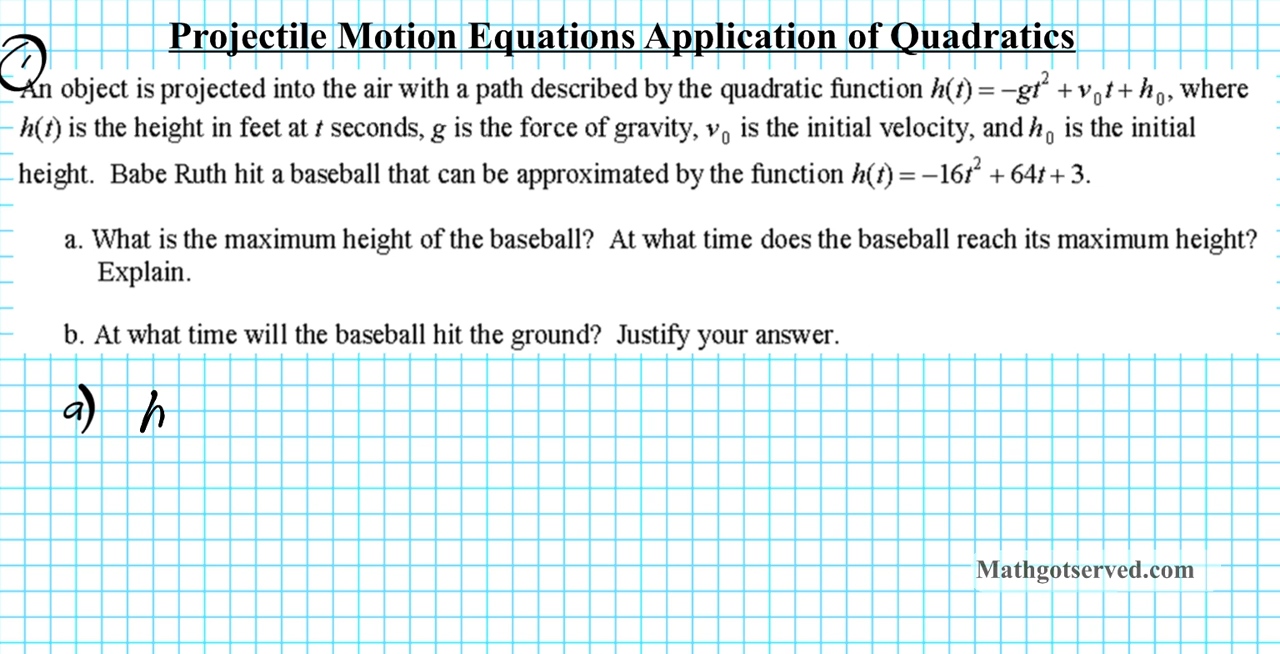 Projectile Motion Equations Application of Quadratics
① An object is projected into the air with a path described by the quadratic function h(t) = −gt² + v₀t + h₀, where
h(t) is the height in feet at t seconds, g is the force of gravity, v₀ is the initial velocity, and h₀ is the initial
height. Babe Ruth hit a baseball that can be approximated by the function h(t) = −16t² + 64t + 3.
a. What is the maximum height of the baseball? At what time does the baseball reach its maximum height?
Explain.
b. At what time will the baseball hit the ground? Justify your answer.
a) h
Mathgotserved.com